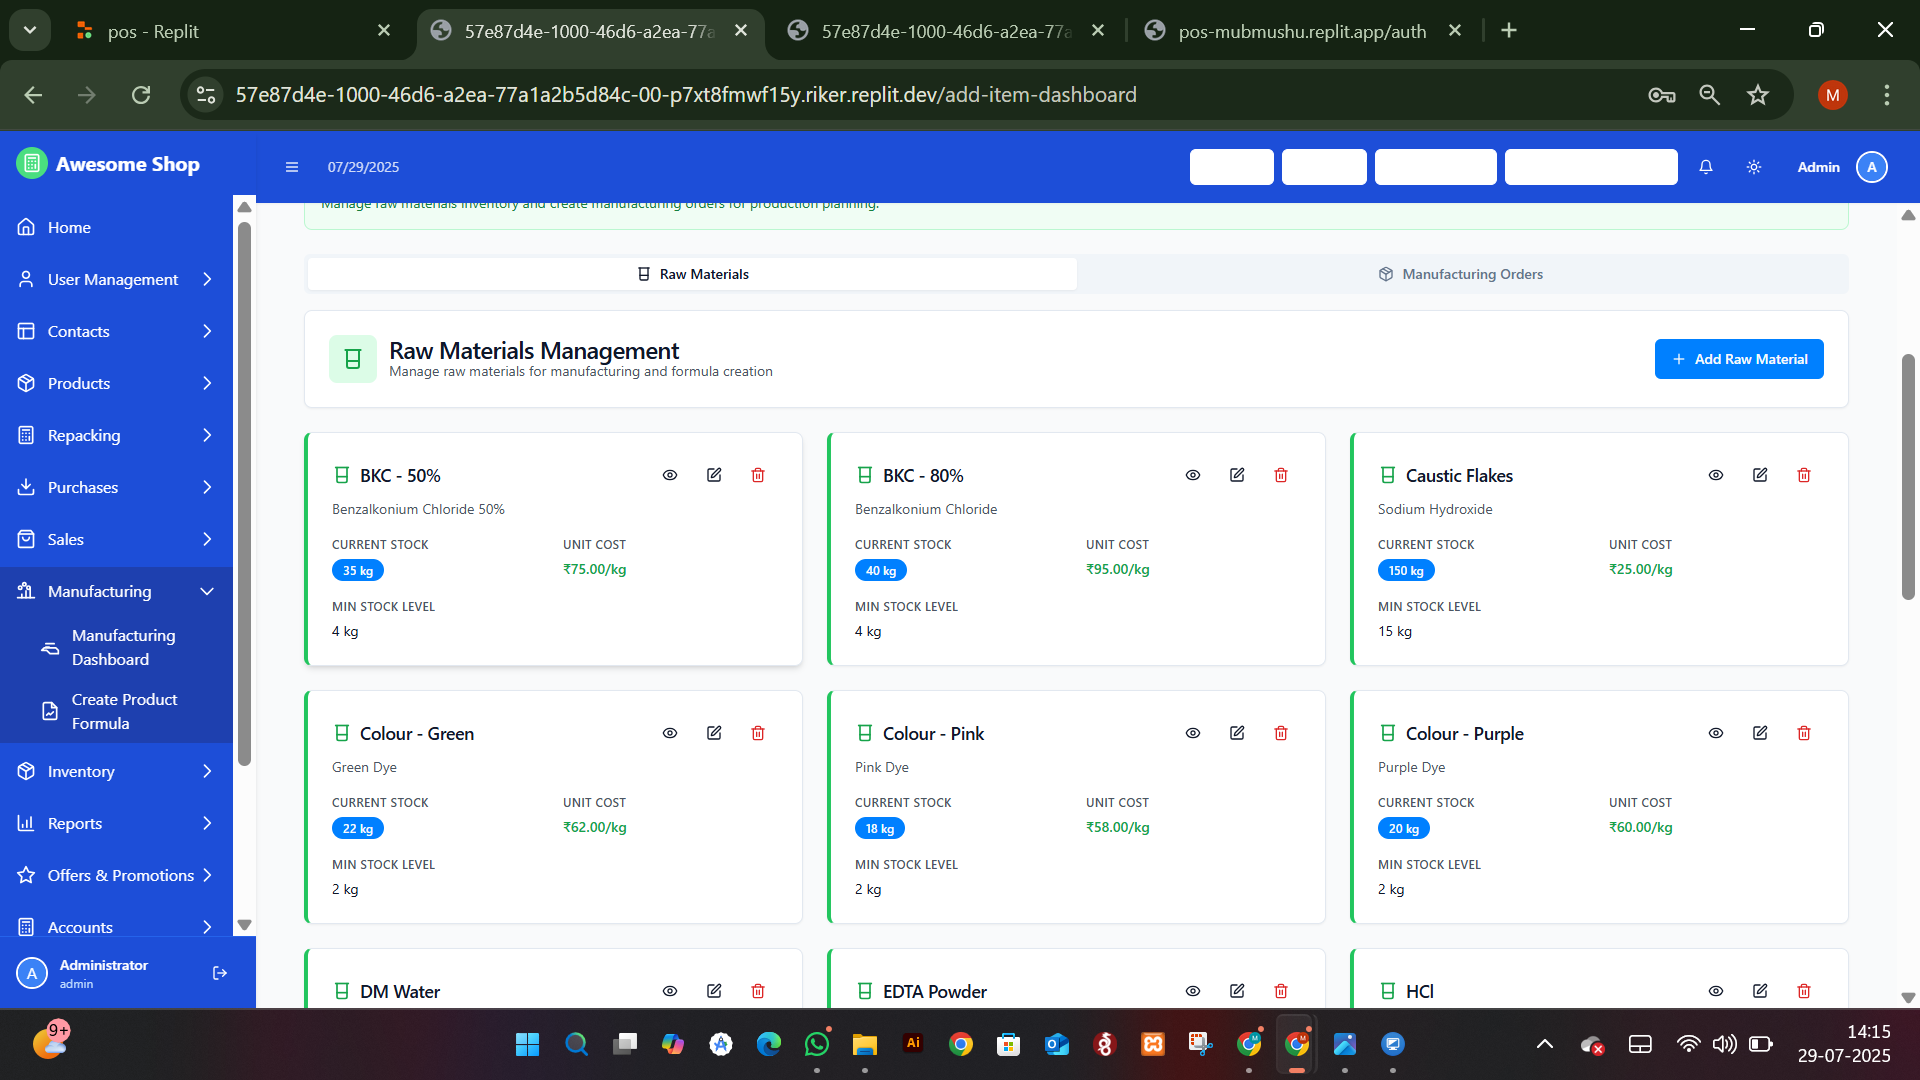 pos - Replit
57e87d4e-1000-46d6-a2ea-77a
57e87d4e-1000-46d6-a2ea-77a
pos-mubmushu.replit.app/auth
57e87d4e-1000-46d6-a2ea-77a1a2b5d84c-00-p7xt8fmwf15y.riker.replit.dev/add-item-dashboard
M
Awesome Shop
07/29/2025
Admin
A
Home
User Management
Contacts
Products
Repacking
Purchases
Sales
Manufacturing
Manufacturing
Dashboard
Create Product
Formula
Inventory
Reports
Offers & Promotions
Accounts
A
Administrator
admin
Manage raw materials inventory and create manufacturing orders for production planning.
Raw Materials
Manufacturing Orders
Raw Materials Management
Manage raw materials for manufacturing and formula creation
+ Add Raw Material
BKC - 50%
Benzalkonium Chloride 50%
CURRENT STOCK
UNIT COST
35 kg
₹75.00/kg
MIN STOCK LEVEL
4 kg
BKC - 80%
Benzalkonium Chloride
CURRENT STOCK
UNIT COST
40 kg
₹95.00/kg
MIN STOCK LEVEL
4 kg
Caustic Flakes
Sodium Hydroxide
CURRENT STOCK
UNIT COST
150 kg
₹25.00/kg
MIN STOCK LEVEL
15 kg
Colour - Green
Green Dye
CURRENT STOCK
UNIT COST
22 kg
₹62.00/kg
MIN STOCK LEVEL
2 kg
Colour - Pink
Pink Dye
CURRENT STOCK
UNIT COST
18 kg
₹58.00/kg
MIN STOCK LEVEL
2 kg
Colour - Purple
Purple Dye
CURRENT STOCK
UNIT COST
20 kg
₹60.00/kg
MIN STOCK LEVEL
2 kg
DM Water
EDTA Powder
HCl
9+
Ai
14:15
29-07-2025